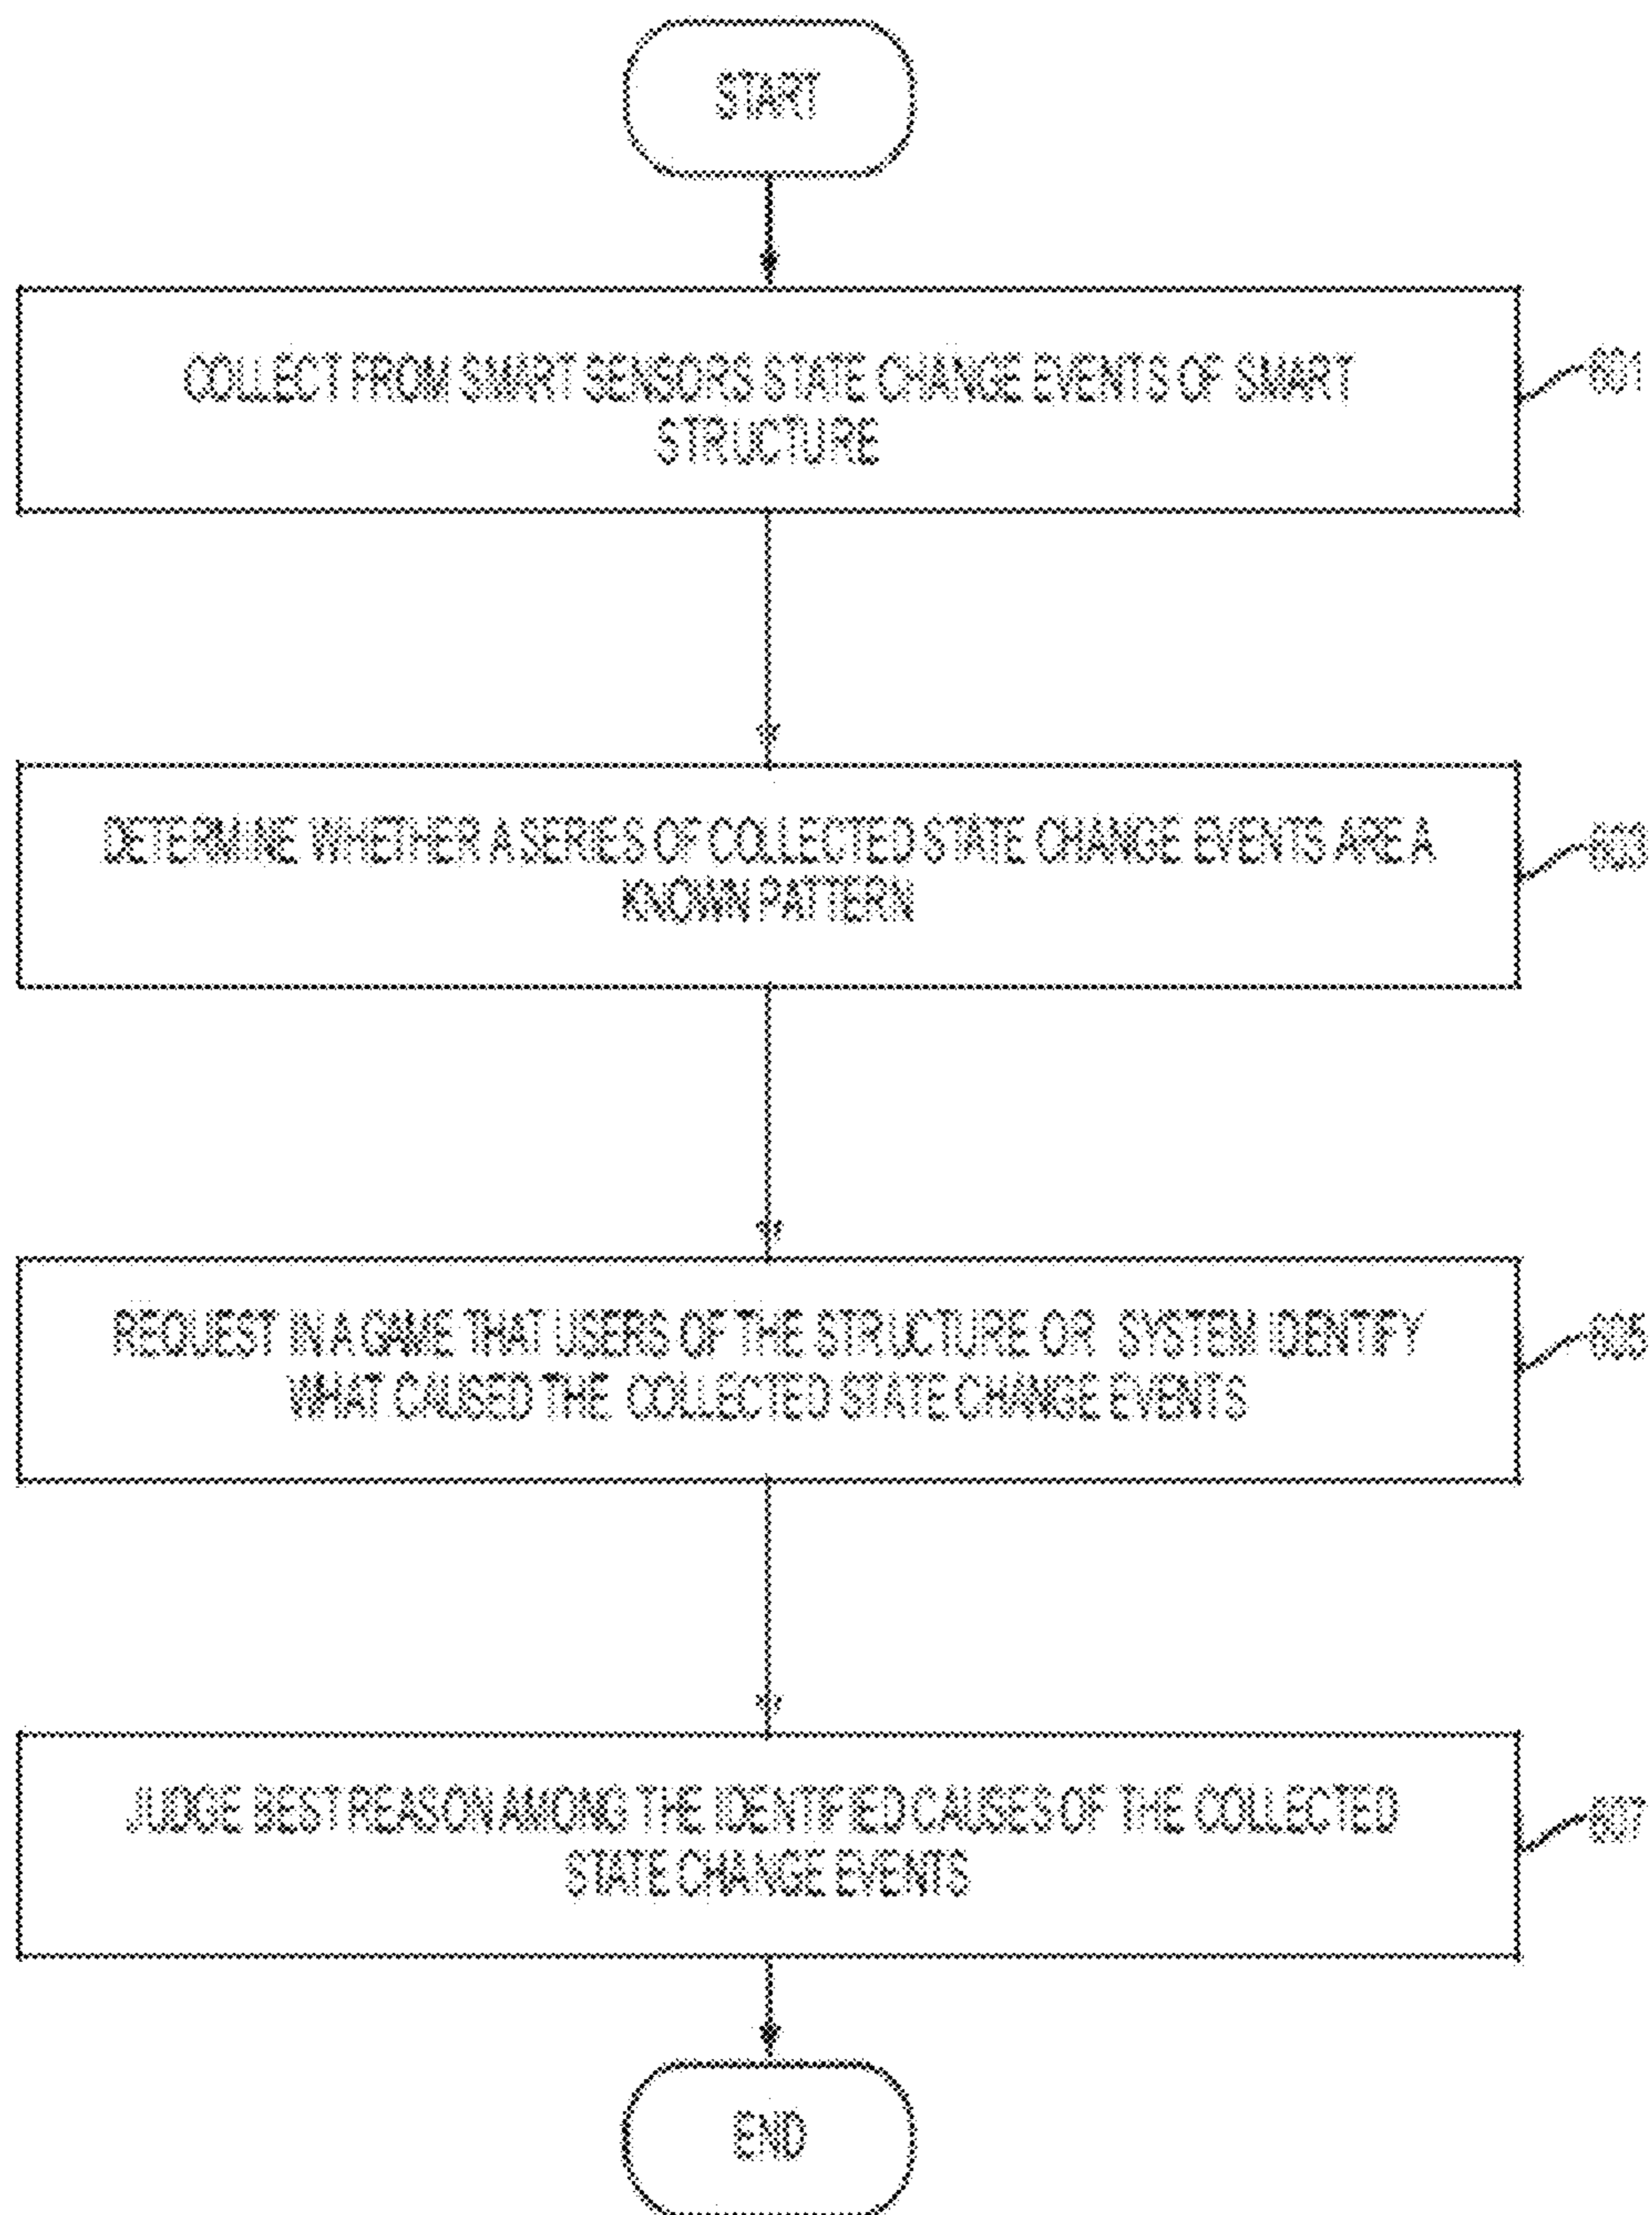 START
COLLECT FROM SMART SENSORS STATE CHANGE EVENTS OF SMART
STRUCTURE
601
DETERMINE WHETHER A SERIES OF COLLECTED STATE CHANGE EVENTS ARE A
KNOWN PATTERN
603
REQUEST IN A GAME THAT USERS OF THE STRUCTURE OR SYSTEM IDENTIFY
WHAT CAUSED THE COLLECTED STATE CHANGE EVENTS
605
JUDGE BEST REASON AMONG THE IDENTIFIED CAUSES OF THE COLLECTED
STATE CHANGE EVENTS
607
END